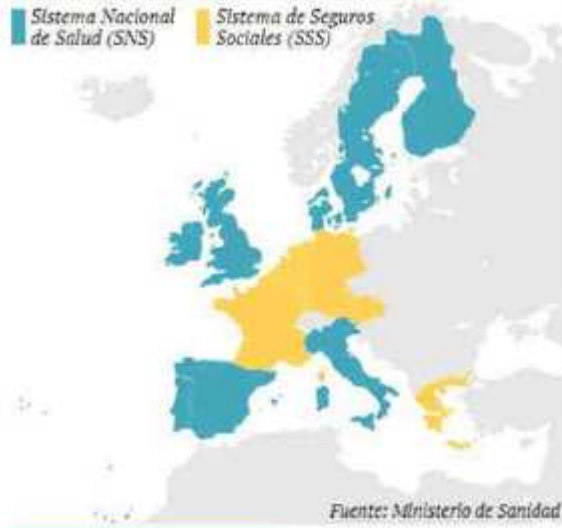 Sistema Nacional
de Salud (SNS)
Sistema de Seguros
Sociales (SSS)
Fuente: Ministerio de Sanidad